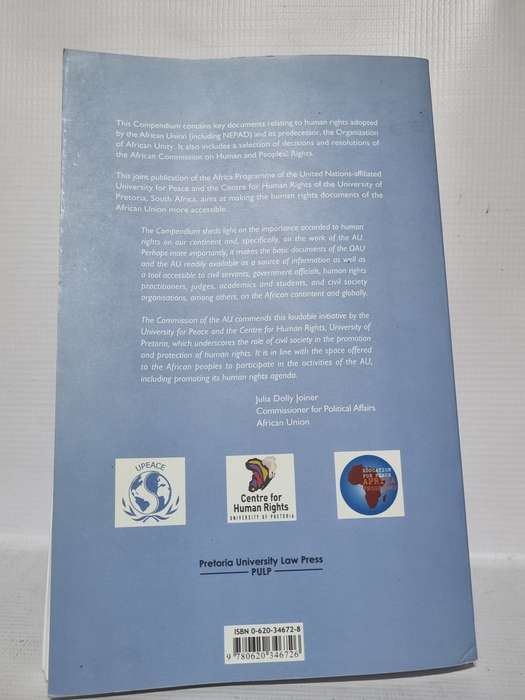 This Compendium contains key documents relating to human rights adopted
by the African Union (including NEPAD) and its predecessor, the Organization
of African Unity. It also includes a selection of decisions and resolutions of
the African Commission on Human and Peoples' Rights.
This joint publication of the Africa Programme of the United Nations-affiliated
University for Peace and the Centre for Human Rights of the University of
Pretoria, South Africa, aims at making the human rights documents of the
African Union more accessible.
The Compendium sheds light on the importance accorded to human
rights on our continent and, specifically, on the work of the AU.
Perhaps more importantly, it makes the basic documents of the OAU
and the AU readily available as a source of information as well as
a tool accessible to civil servants, government officials, human rights
practitioners, judges, academics and students, and civil society
organisations, among others, on the African continent and globally.
The Commission of the AU commends this laudable initiative by the
University for Peace and the Centre for Human Rights, University of
Pretoria, which underscores the role of civil society in the promotion
and protection of human rights. It is in line with the space offered
to the African peoples to participate in the activities of the AU,
including promoting its human rights agenda.
Julia Dolly Joiner
Commissioner for Political Affairs
African Union
UPEACE
Centre for
Human Rights
UNIVERSITY OF PRETORIA
EDUCATION
FOR PEACE
AFRICA
Pretoria University Law Press
PULP
ISBN 0-620-34672-8
9 780620 346726